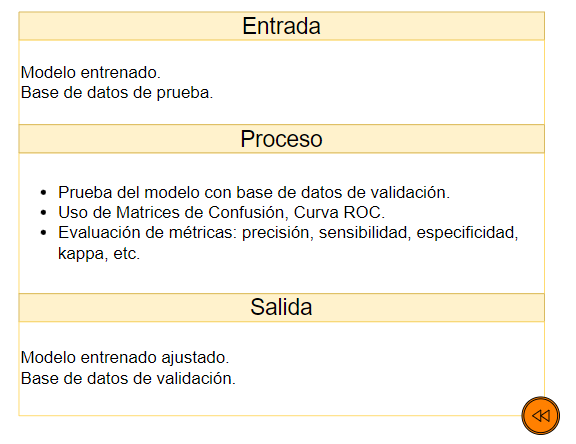 Entrada
Modelo entrenado.
Base de datos de prueba.
Proceso
• Prueba del modelo con base de datos de validación.
• Uso de Matrices de Confusión, Curva ROC.
• Evaluación de métricas: precisión, sensibilidad, especificidad,
kappa, etc.
Salida
Modelo entrenado ajustado.
Base de datos de validación.